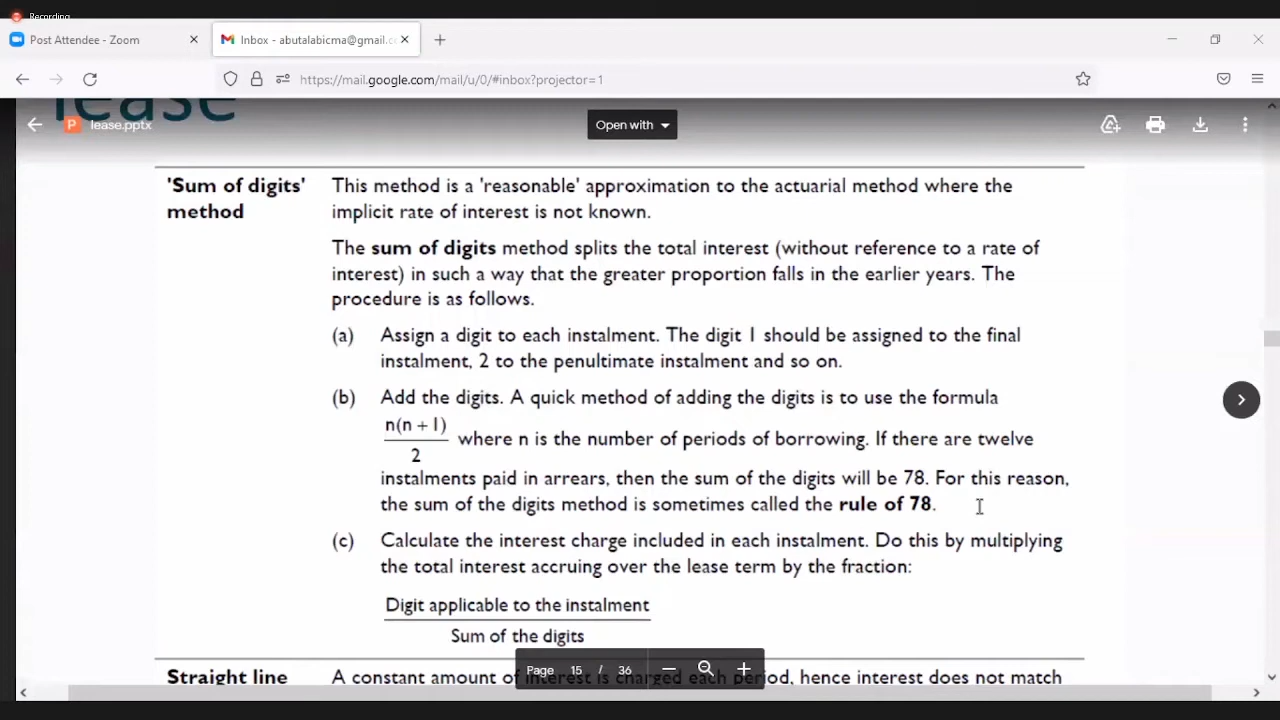 Recording
Post Attendee - Zoom
Inbox - abutalabicma@gmail.c
https://mail.google.com/mail/u/0/#inbox?projector=1
lease
lease.pptx
Open with
'Sum of digits' method
This method is a 'reasonable' approximation to the actuarial method where the
implicit rate of interest is not known.
The sum of digits method splits the total interest (without reference to a rate of
interest) in such a way that the greater proportion falls in the earlier years. The
procedure is as follows.
(a) Assign a digit to each instalment. The digit 1 should be assigned to the final
instalment, 2 to the penultimate instalment and so on.
(b) Add the digits. A quick method of adding the digits is to use the formula
n(n + 1)
2
where n is the number of periods of borrowing. If there are twelve
instalments paid in arrears, then the sum of the digits will be 78. For this reason,
the sum of the digits method is sometimes called the rule of 78.
(c) Calculate the interest charge included in each instalment. Do this by multiplying
the total interest accruing over the lease term by the fraction:
Digit applicable to the instalment
Sum of the digits
Straight line
A constant amount of interest is charged each period, hence interest does not match
Page 15 / 36